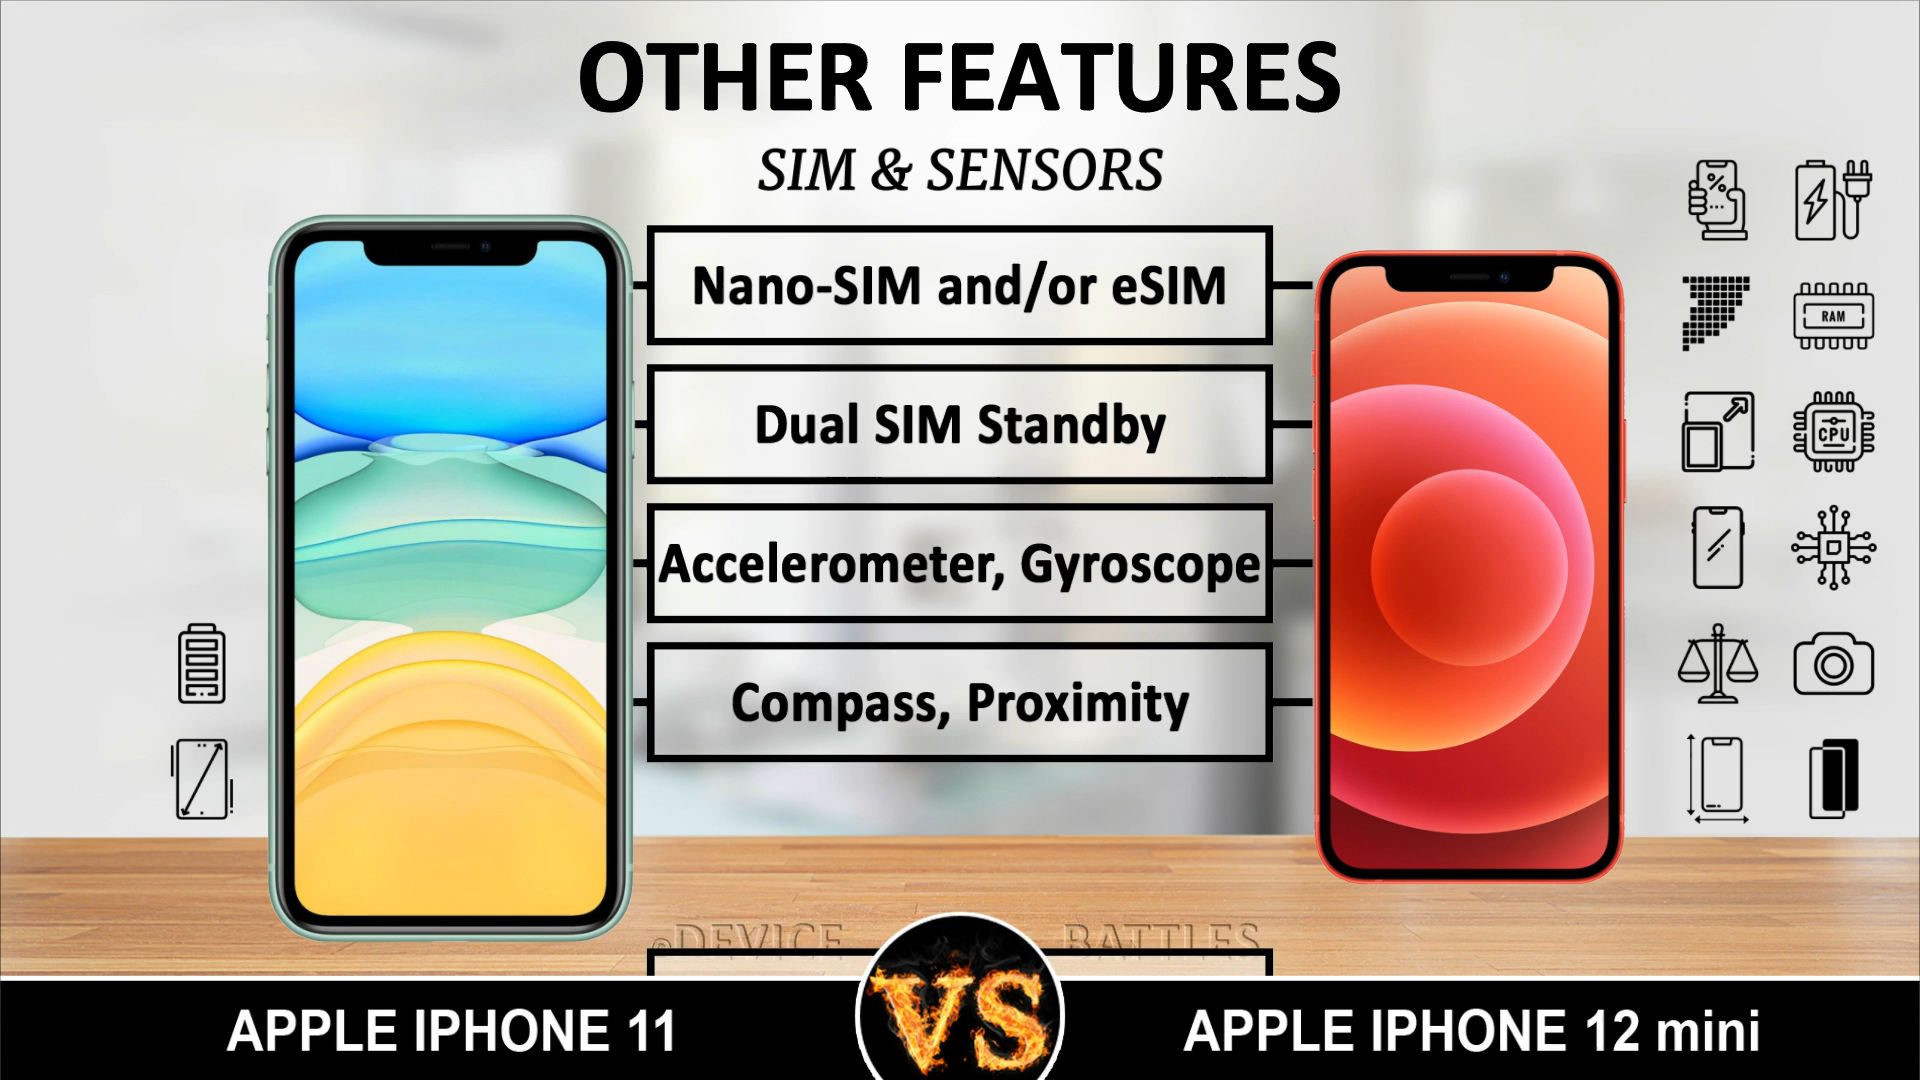 OTHER FEATURES
SIM & SENSORS
Nano-SIM and/or eSIM
Dual SIM Standby
Accelerometer, Gyroscope
Compass, Proximity
RAM
CPU
%
eDEVICE BATTLES
APPLE IPHONE 11
VS
APPLE IPHONE 12 mini